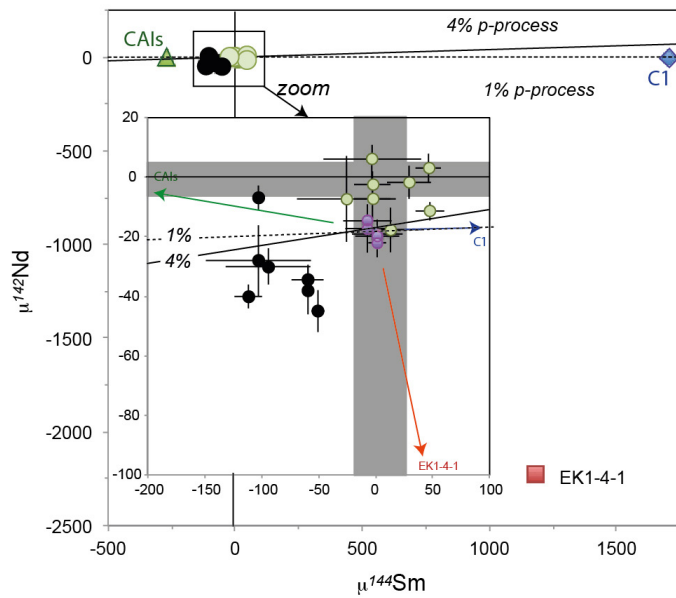 4% p-process
CAIs
C1
1% p-process
zoom
0
-500
-1000
-1500
-2000
-2500
μ¹⁴²Nd
20
0
-20
-40
-60
-80
-100
CAIs
1%
4%
C1
EK1-4-1
-200
-150
-100
-50
0
50
100
EK1-4-1
-500
0
500
1000
1500
μ¹⁴⁴Sm